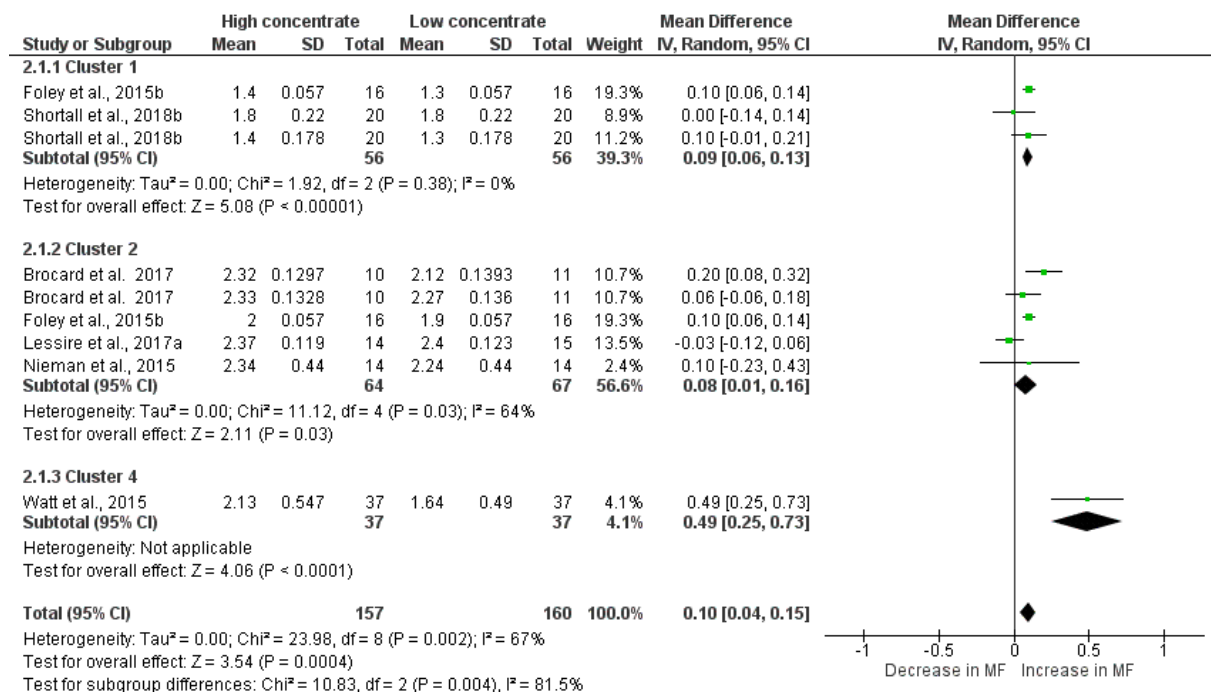 High concentrate Low concentrate Mean Difference Mean Difference
Study or Subgroup Mean SD Total Mean SD Total Weight IV, Random, 95% CI IV, Random, 95% CI
2.1.1 Cluster 1
Foley et al., 2015b 1.4 0.057 16 1.3 0.057 16 19.3% 0.10 [0.06, 0.14]
Shortall et al., 2018b 1.8 0.22 20 1.8 0.22 20 8.9% 0.00 [-0.14, 0.14]
Shortall et al., 2018b 1.4 0.178 20 1.3 0.178 20 11.2% 0.10 [-0.01, 0.21]
Subtotal (95% CI) 56 56 39.3% 0.09 [0.06, 0.13]
Heterogeneity: Tau² = 0.00; Chi² = 1.92, df = 2 (P = 0.38); I² = 0%
Test for overall effect: Z = 5.08 (P < 0.00001)
2.1.2 Cluster 2
Brocard et al. 2017 2.32 0.1297 10 2.12 0.1393 11 10.7% 0.20 [0.08, 0.32]
Brocard et al. 2017 2.33 0.1328 10 2.27 0.136 11 10.7% 0.06 [-0.06, 0.18]
Foley et al., 2015b 2 0.057 16 1.9 0.057 16 19.3% 0.10 [0.06, 0.14]
Lessire et al., 2017a 2.37 0.119 14 2.4 0.123 15 13.5% -0.03 [-0.12, 0.06]
Nieman et al., 2015 2.34 0.44 14 2.24 0.44 14 2.4% 0.10 [-0.23, 0.43]
Subtotal (95% CI) 64 67 56.6% 0.08 [0.01, 0.16]
Heterogeneity: Tau² = 0.00; Chi² = 11.12, df = 4 (P = 0.03); I² = 64%
Test for overall effect: Z = 2.11 (P = 0.03)
2.1.3 Cluster 4
Watt et al., 2015 2.13 0.547 37 1.64 0.49 37 4.1% 0.49 [0.25, 0.73]
Subtotal (95% CI) 37 37 4.1% 0.49 [0.25, 0.73]
Heterogeneity: Not applicable
Test for overall effect: Z = 4.06 (P < 0.0001)
Total (95% CI) 157 160 100.0% 0.10 [0.04, 0.15]
Heterogeneity: Tau² = 0.00; Chi² = 23.98, df = 8 (P = 0.002); I² = 67%
Test for overall effect: Z = 3.54 (P = 0.0004)
Test for subgroup differences: Chi² = 10.83, df = 2 (P = 0.004), I² = 81.5%
-1 -0.5 0 0.5 1
Decrease in MF Increase in MF